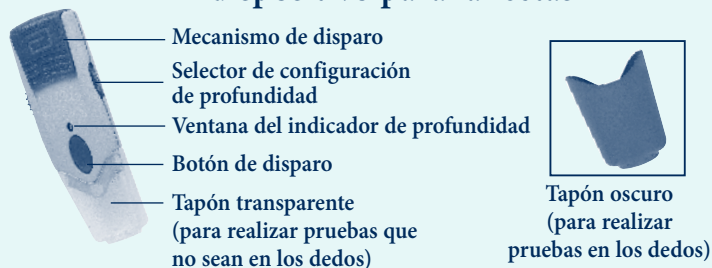 Mecanismo de disparo
Selector de configuración
de profundidad
Ventana del indicador de profundidad
Botón de disparo
Tapón transparente
(para realizar pruebas que
no sean en los dedos)
Tapón oscuro
(para realizar
pruebas en los dedos)